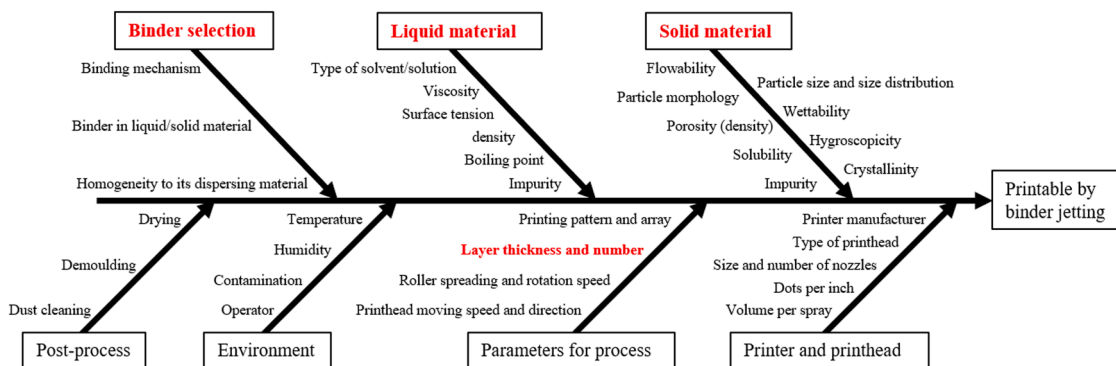 Binder selection
Binding mechanism
Binder in liquid/solid material
Homogeneity to its dispersing material
Liquid material
Type of solvent/solution
Viscosity
Surface tension
density
Boiling point
Impurity
Solid material
Flowability
Particle morphology
Porosity (density)
Solubility
Impurity
Particle size and size distribution
Wettability
Hygroscopicity
Crystallinity
Printable by
binder jetting
Drying
Demoulding
Dust cleaning
Post-process
Temperature
Humidity
Contamination
Operator
Environment
Printing pattern and array
Layer thickness and number
Roller spreading and rotation speed
Printhead moving speed and direction
Parameters for process
Printer manufacturer
Type of printhead
Size and number of nozzles
Dots per inch
Volume per spray
Printer and printhead